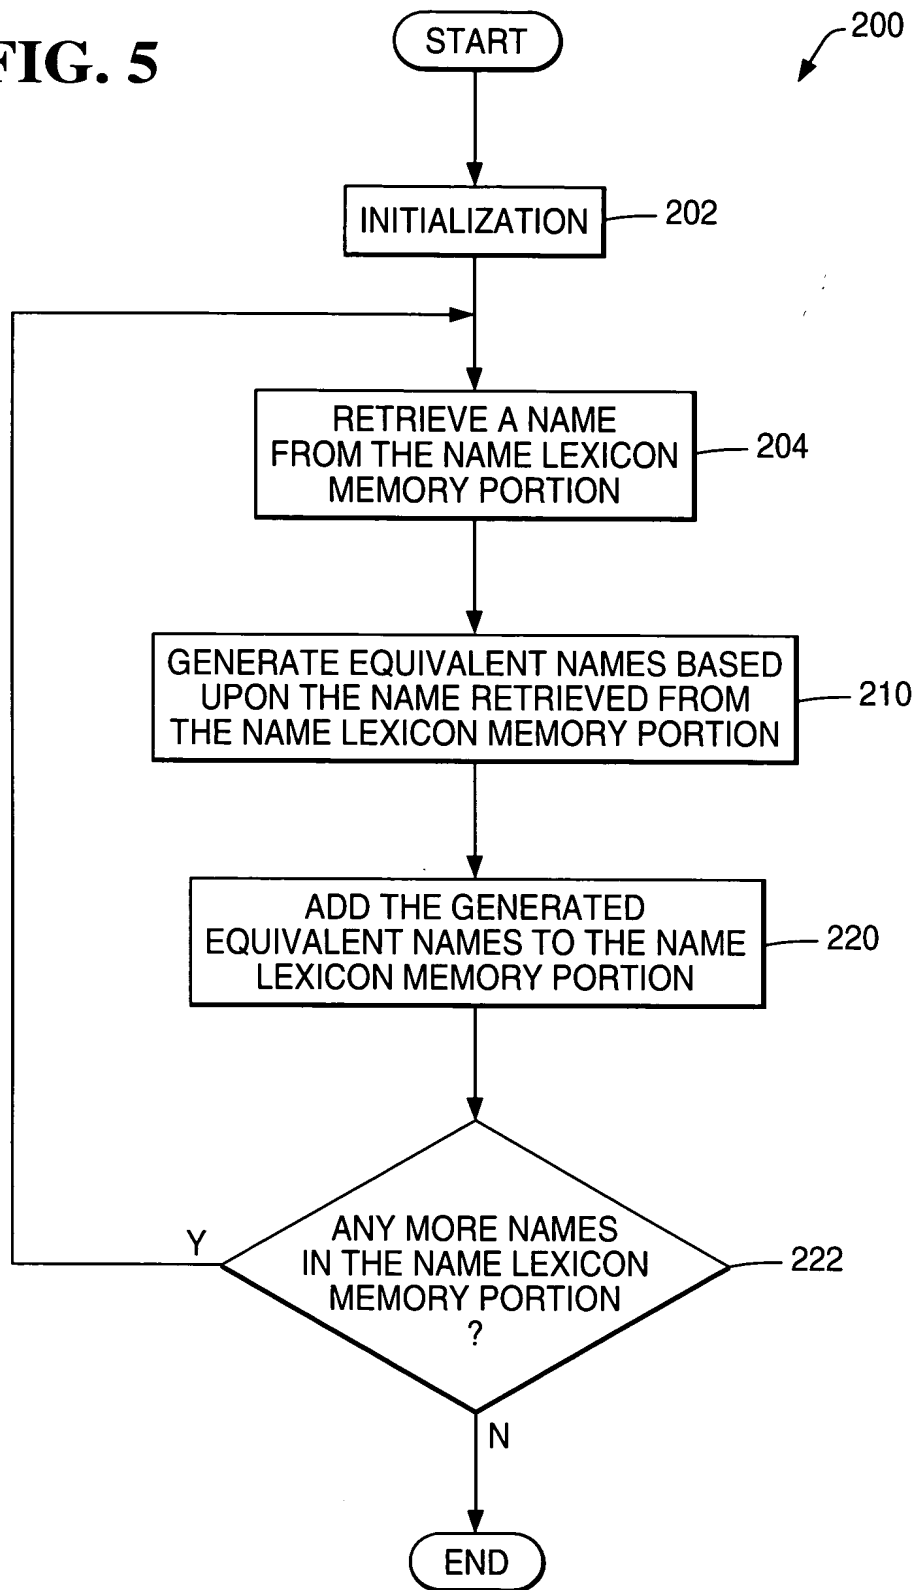 FIG. 5
START
200
INITIALIZATION
202
RETRIEVE A NAME
FROM THE NAME LEXICON
MEMORY PORTION
204
GENERATE EQUIVALENT NAMES BASED
UPON THE NAME RETRIEVED FROM
THE NAME LEXICON MEMORY PORTION
210
ADD THE GENERATED
EQUIVALENT NAMES TO THE NAME
LEXICON MEMORY PORTION
220
Y
ANY MORE NAMES
IN THE NAME LEXICON
MEMORY PORTION
?
222
N
END